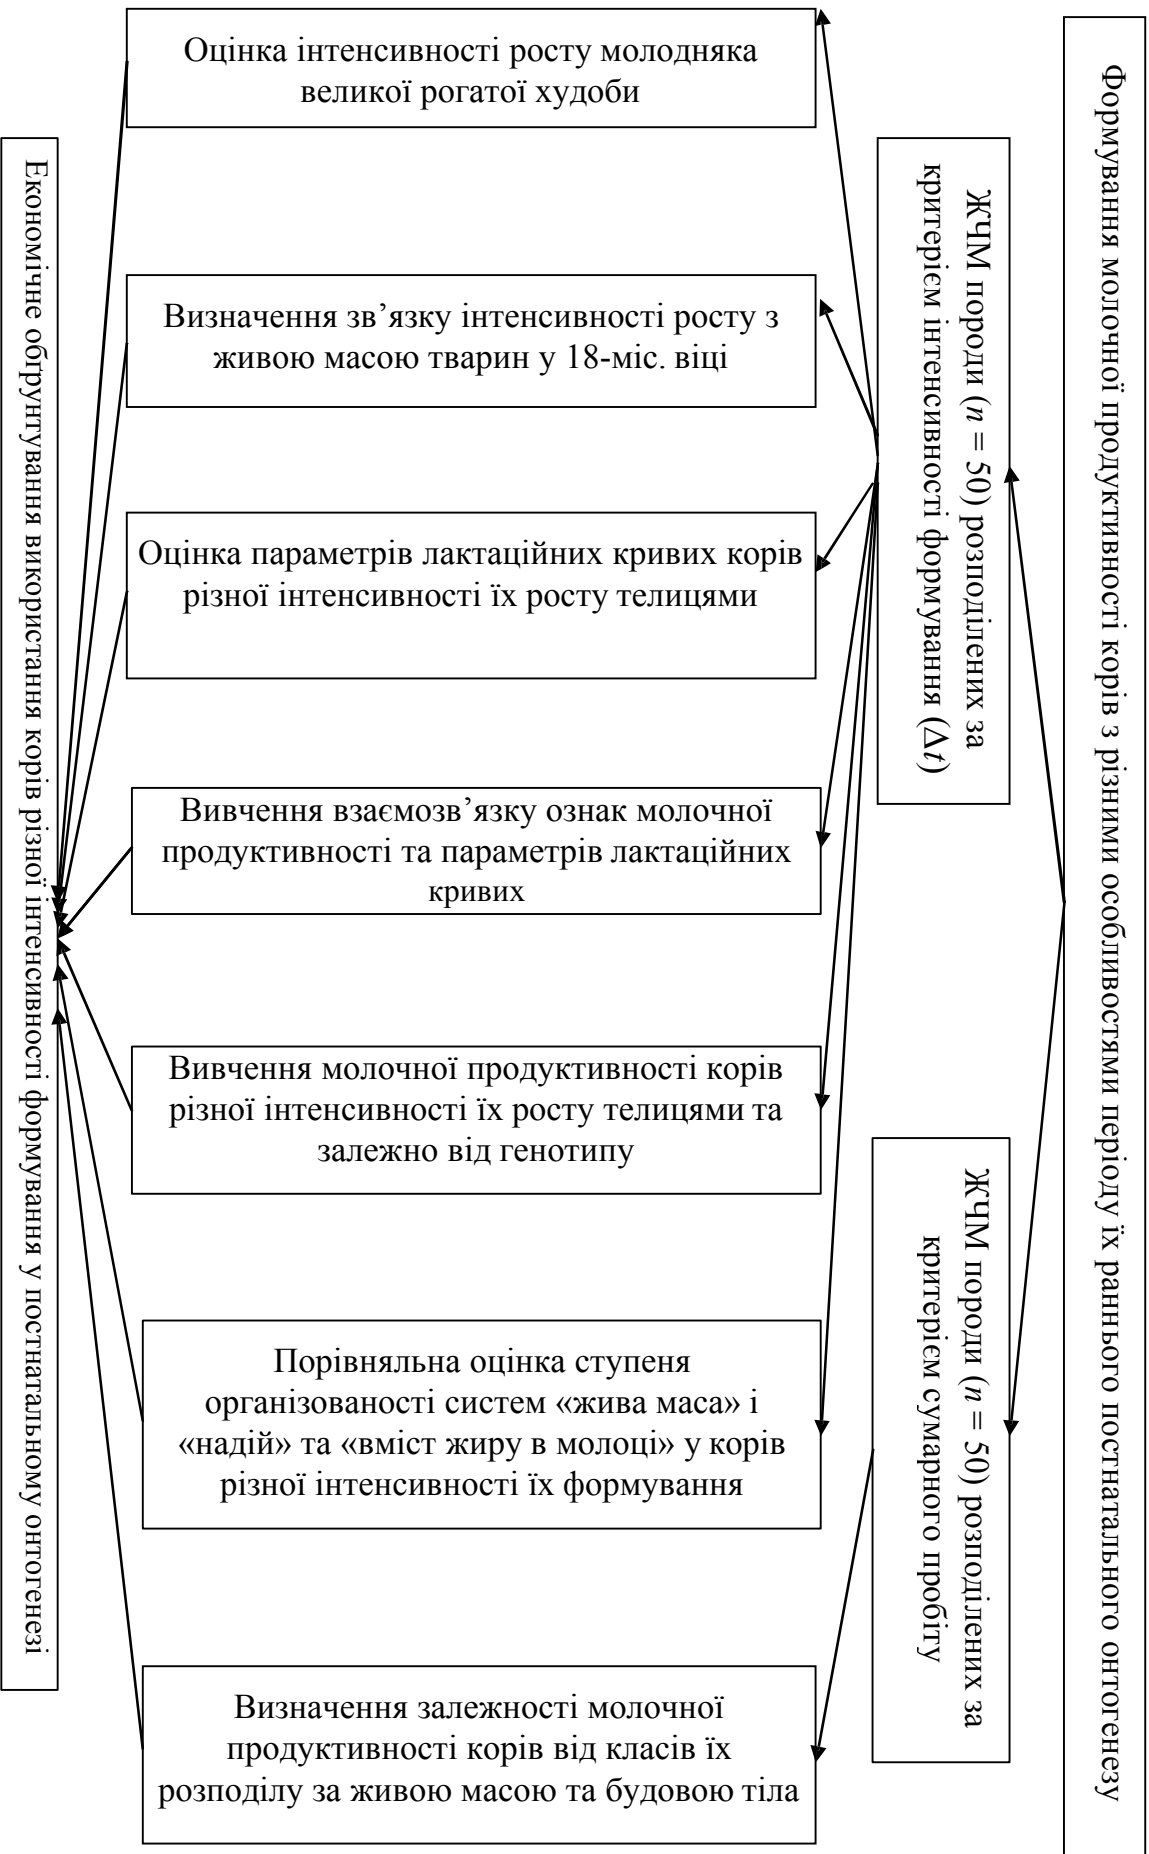 Формування молочної продуктивності корів з різними особливостями періоду їх раннього постнатального онтогенезу
ЖЧМ породи (n = 50) розподілених за
критерієм інтенсивності формування (Δt)
ЖЧМ породи (n = 50) розподілених за
критерієм сумарного пробіту
Оцінка інтенсивності росту молодняка
великої рогатої худоби
Визначення зв’язку інтенсивності росту з
живою масою тварин у 18-міс. віці
Оцінка параметрів лактаційних кривих корів
різної інтенсивності їх росту телицями
Вивчення взаємозв’язку ознак молочної
продуктивності та параметрів лактаційних
кривих
Вивчення молочної продуктивності корів
різної інтенсивності їх росту телицями та
залежно від генотипу
Порівняльна оцінка ступеня
організованості систем «жива маса» і
«надій» та «вміст жиру в молоці» у корів
різної інтенсивності їх формування
Визначення залежності молочної
продуктивності корів від класів їх
розподілу за живою масою та будовою тіла
Економічне обґрунтування використання корів різної інтенсивності формування у постнатальному онтогенезі